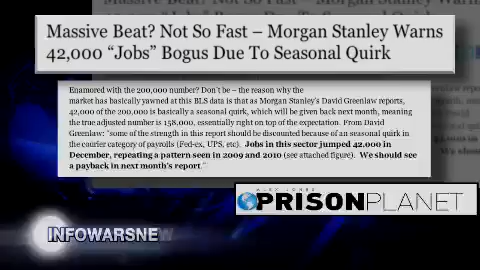 Massive Beat? Not So Fast – Morgan Stanley Warns
42,000 “Jobs” Bogus Due To Seasonal Quirk
Enamored with the 200,000 number? Don't be – the reason why the
market has basically yawned at this BLS data is that as Morgan Stanley's David Greenlaw reports,
42,000 of the 200,000 is basically a seasonal quirk, which will be given back next month, meaning
the true adjusted number is 158,000, essentially right on top of the expectation. From David
Greenlaw: "some of the strength in this report should be discounted because of an seasonal quirk in
the courier category of payrolls (Fed-ex, UPS, etc). Jobs in this sector jumped 42,000 in
December, repeating a pattern seen in 2009 and 2010 (see attached figure). We should see
a payback in next month's report."
ALEX JONES'
PRISONPLANET
INFOWARSNEW